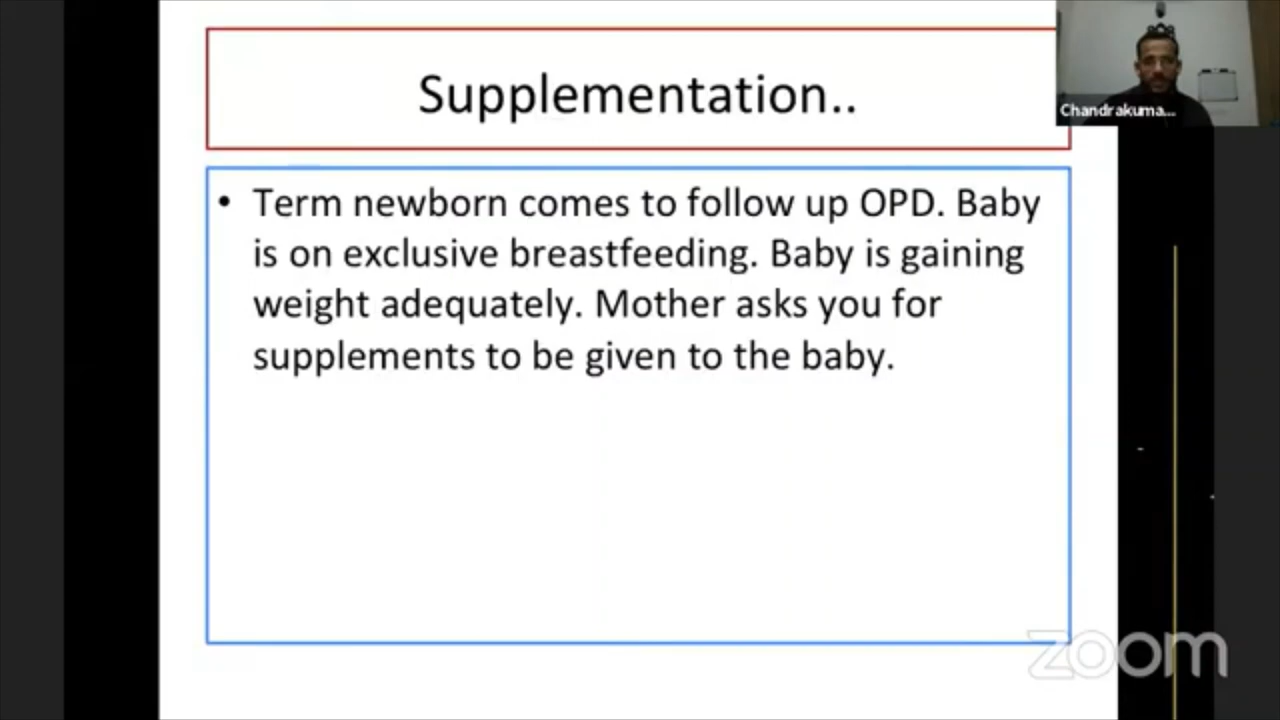 Supplementation..
Chandrakuma...
• Term newborn comes to follow up OPD. Baby
is on exclusive breastfeeding. Baby is gaining
weight adequately. Mother asks you for
supplements to be given to the baby.
zoom